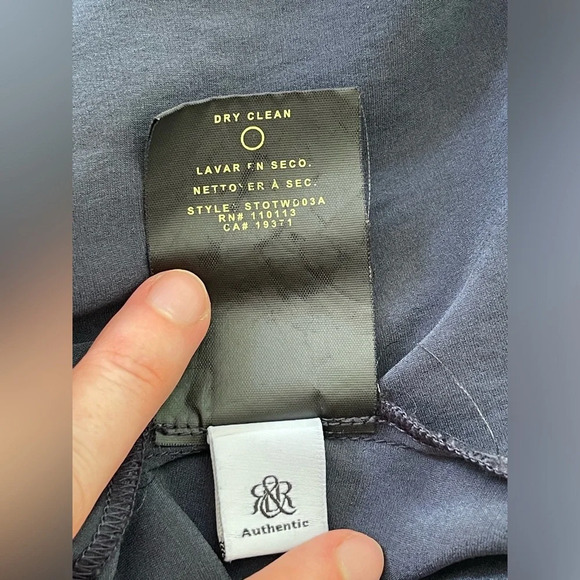 DRY CLEAN
LAVAR EN SECO.
NETTOYER À SEC.
STYLE# STOTWD03A
RN# 110113
CA# 19371
R&R
Authentic